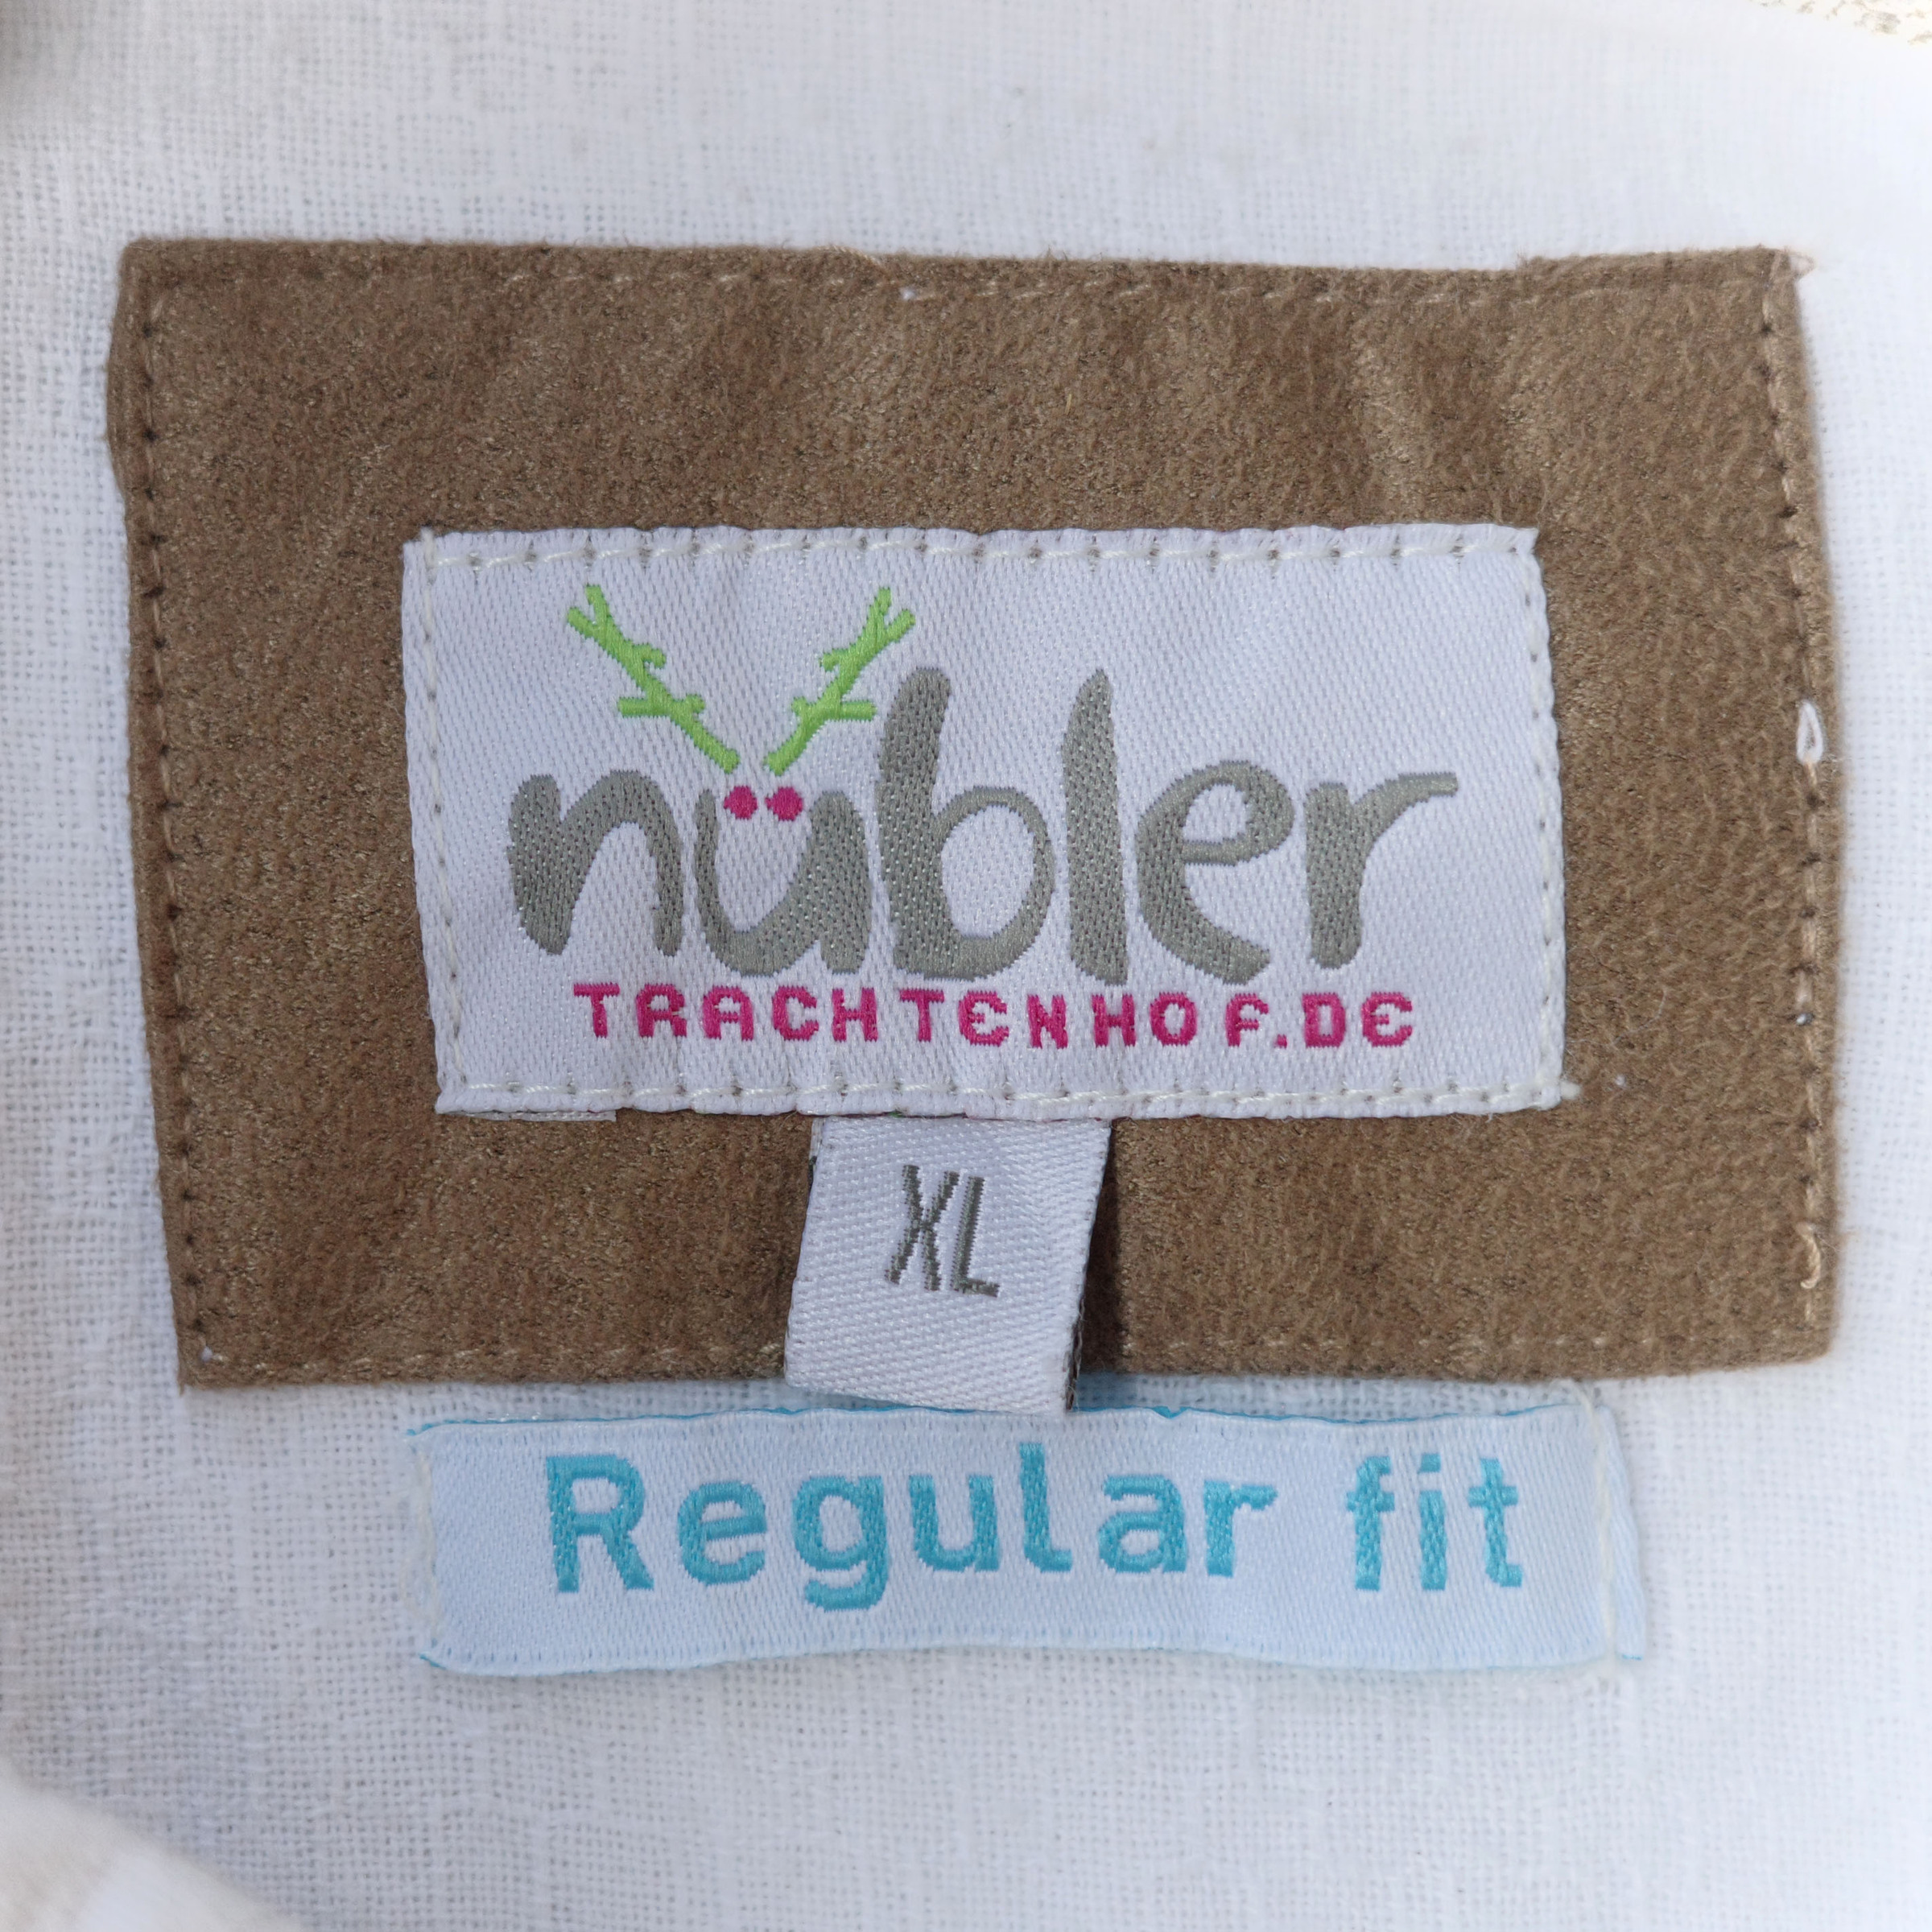 nübler
TRACHTENHOF.DE
XL
Regular fit